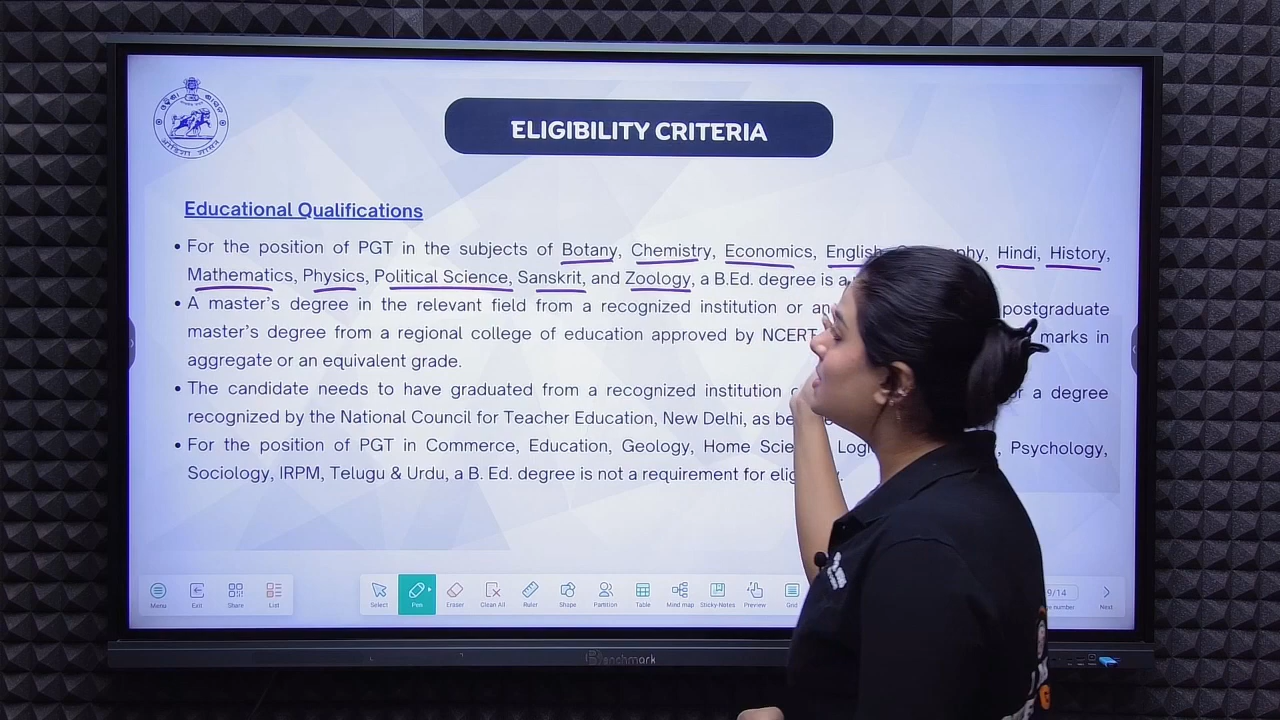 ELIGIBILITY CRITERIA
Educational Qualifications
• For the position of PGT in the subjects of Botany, Chemistry, Economics, English, Hindi, History,
Mathematics, Physics, Political Science, Sanskrit, and Zoology, a B.Ed. degree is a
• A master's degree in the relevant field from a recognized institution or an postgraduate
master's degree from a regional college of education approved by NCERT marks in
aggregate or an equivalent grade.
• The candidate needs to have graduated from a recognized institution or a degree
recognized by the National Council for Teacher Education, New Delhi, as
• For the position of PGT in Commerce, Education, Geology, Home Psychology,
Sociology, IRPM, Telugu & Urdu, a B. Ed. degree is not a requirement for
Menu Exit Share List Select Pen Eraser Clean All Ruler Shape Partition Table Mind map Sticky-Notes Preview Grid 9/14 number Next
Benchmark